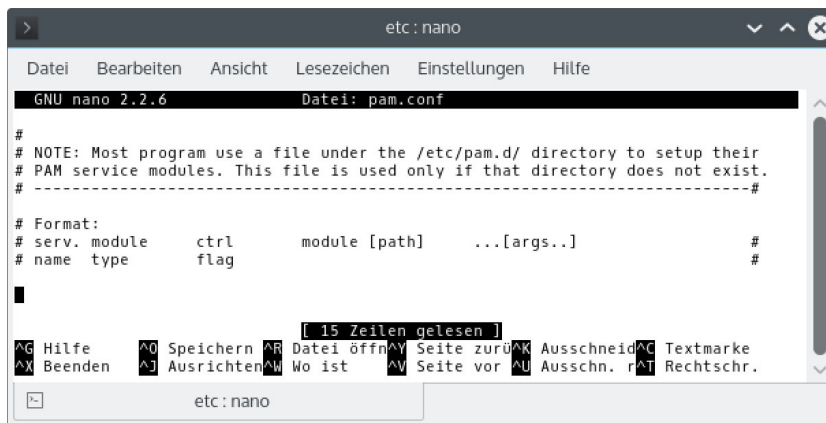 etc : nano
Datei Bearbeiten Ansicht Lesezeichen Einstellungen Hilfe
GNU nano 2.2.6 Datei: pam.conf
#
# NOTE: Most program use a file under the /etc/pam.d/ directory to setup their
# PAM service modules. This file is used only if that directory does not exist.
# ----------------------------------------------------------------------------#
# Format:
# serv. module ctrl module [path] ...[args..] #
# name type flag #
[ 15 Zeilen gelesen ]
^G Hilfe ^O Speichern ^R Datei öffn^Y Seite zurü^K Ausschneid^C Textmarke
^X Beenden ^J Ausrichten^W Wo ist ^V Seite vor ^U Ausschn. r^T Rechtschr.
etc : nano